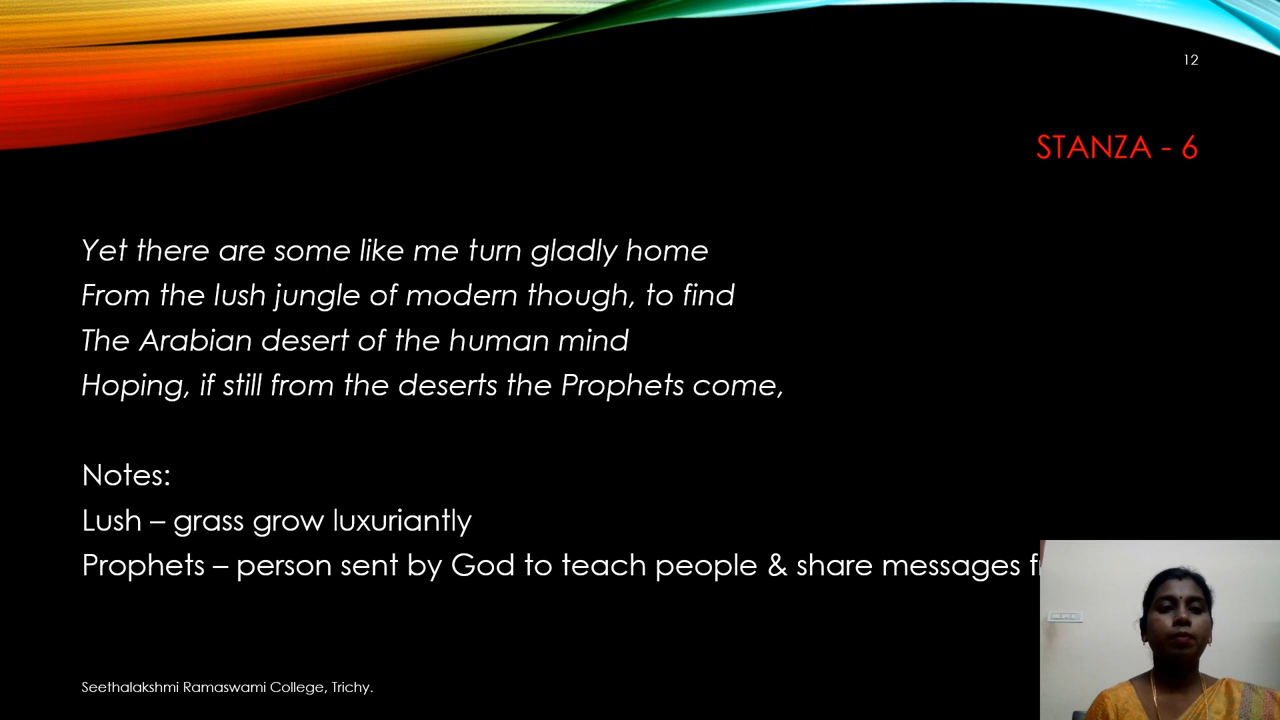 12
STANZA - 6
Yet there are some like me turn gladly home
From the lush jungle of modern though, to find
The Arabian desert of the human mind
Hoping, if still from the deserts the Prophets come,
Notes:
Lush – grass grow luxuriantly
Prophets – person sent by God to teach people & share messages
Seethalakshmi Ramaswami College, Trichy.